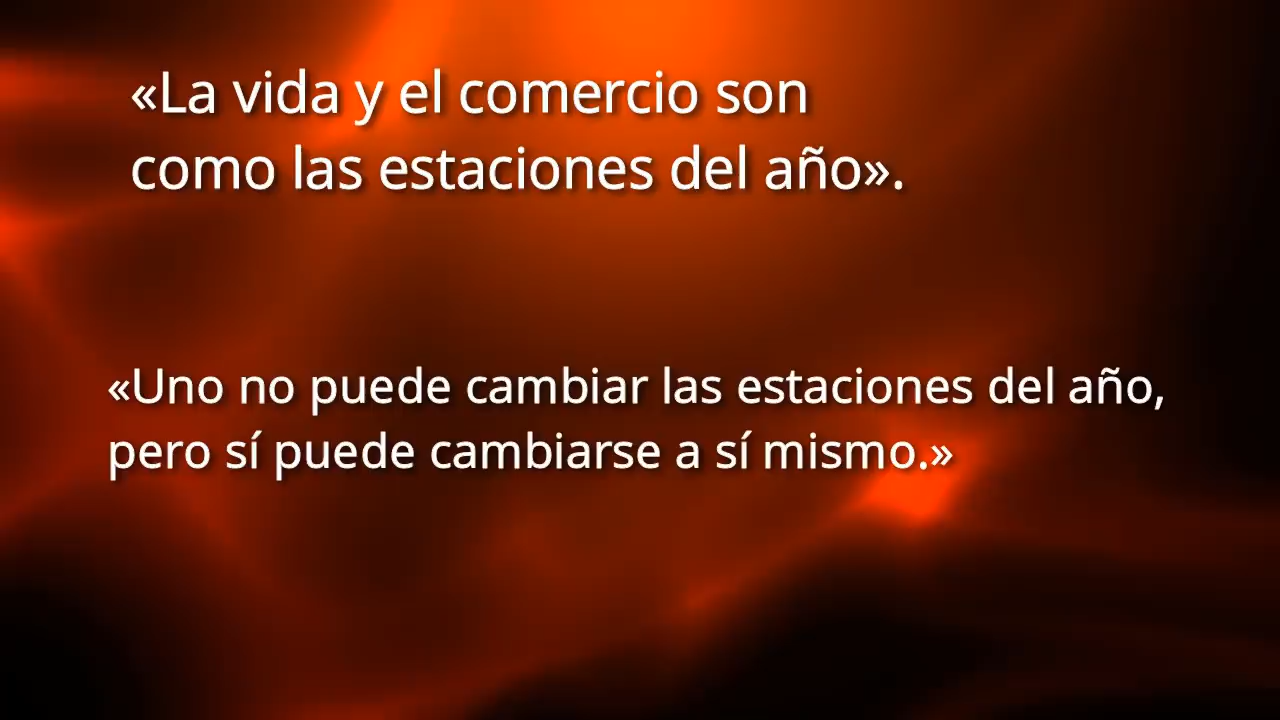 «La vida y el comercio son
como las estaciones del año».
«Uno no puede cambiar las estaciones del año,
pero sí puede cambiarse a sí mismo.»